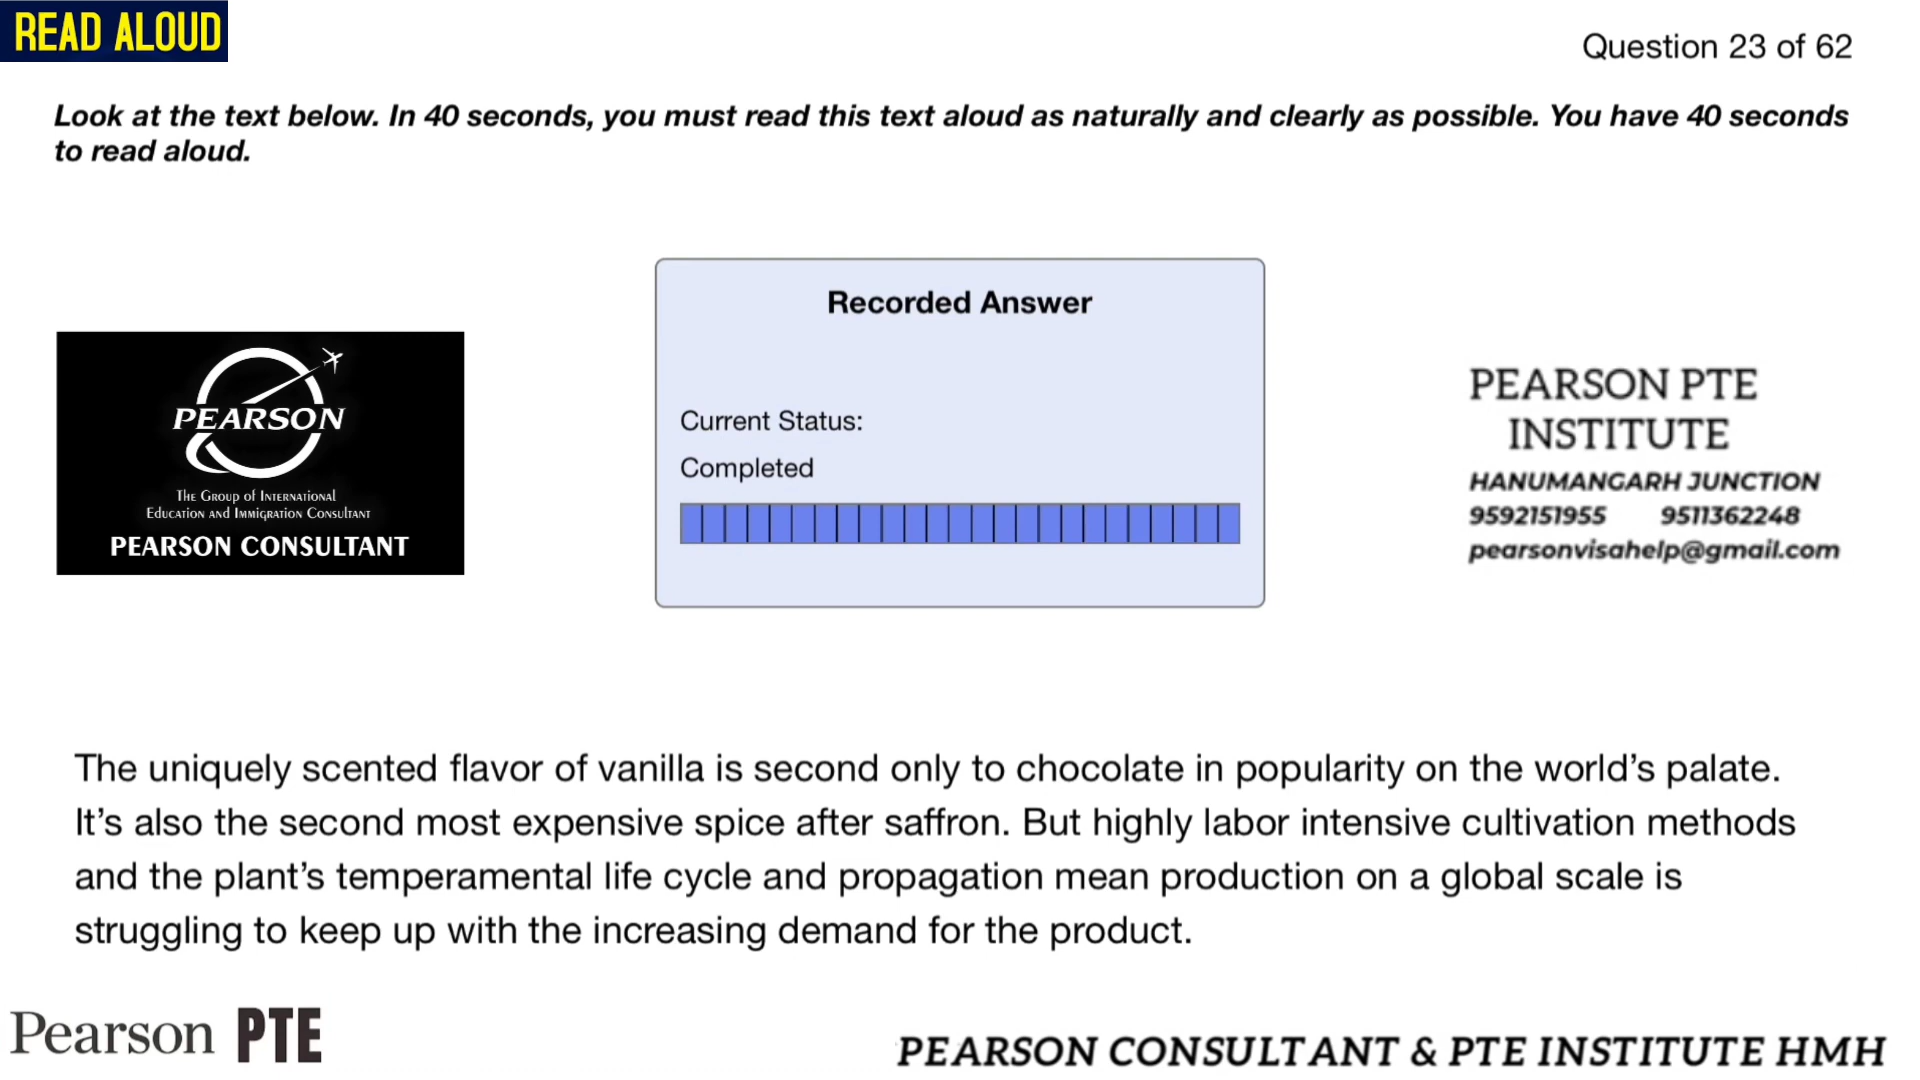 READ ALOUD
Question 23 of 62
Look at the text below. In 40 seconds, you must read this text aloud as naturally and clearly as possible. You have 40 seconds
to read aloud.
Recorded Answer
Current Status:
Completed
PEARSON
The Group of International
Education and Immigration Consultant
PEARSON CONSULTANT
PEARSON PTE
INSTITUTE
HANUMANGARH JUNCTION
9592151955 9511362248
pearsonvisahelp@gmail.com
The uniquely scented flavor of vanilla is second only to chocolate in popularity on the world’s palate.
It’s also the second most expensive spice after saffron. But highly labor intensive cultivation methods
and the plant’s temperamental life cycle and propagation mean production on a global scale is
struggling to keep up with the increasing demand for the product.
Pearson PTE
PEARSON CONSULTANT & PTE INSTITUTE HMH